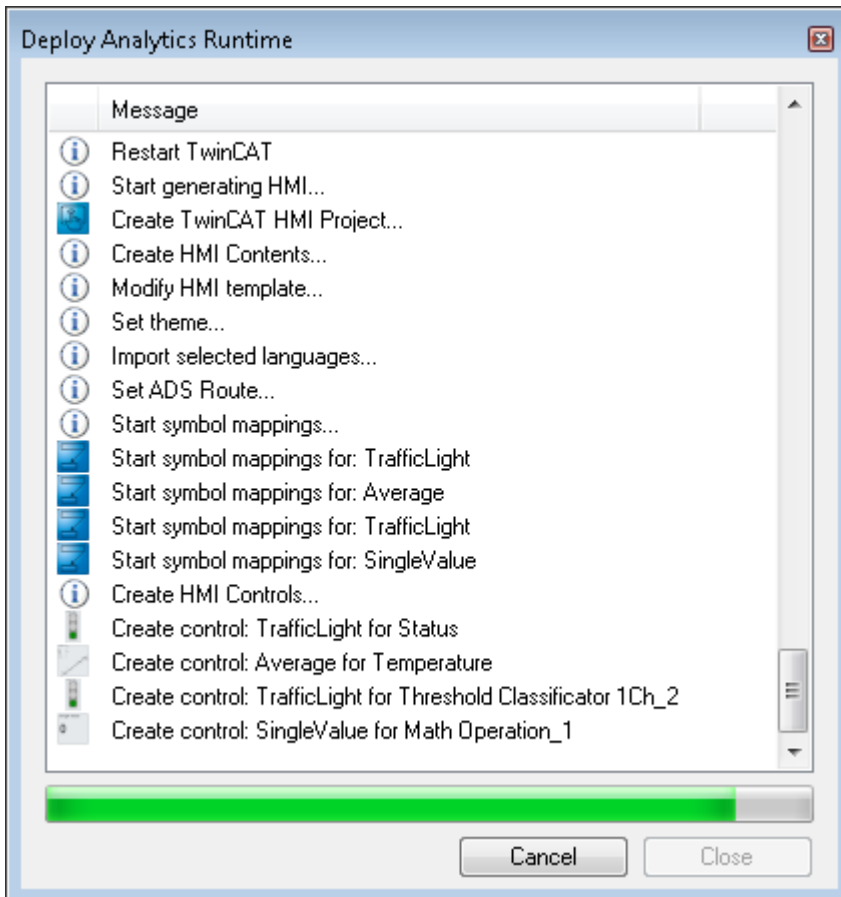 Deploy Analytics Runtime
Message
Restart TwinCAT
Start generating HMI...
Create TwinCAT HMI Project...
Create HMI Contents...
Modify HMI template...
Set theme...
Import selected languages...
Set ADS Route...
Start symbol mappings...
Start symbol mappings for: TrafficLight
Start symbol mappings for: Average
Start symbol mappings for: TrafficLight
Start symbol mappings for: SingleValue
Create HMI Controls...
Create control: TrafficLight for Status
Create control: Average for Temperature
Create control: TrafficLight for Threshold Classificator 1Ch_2
Create control: SingleValue for Math Operation_1
Cancel Close